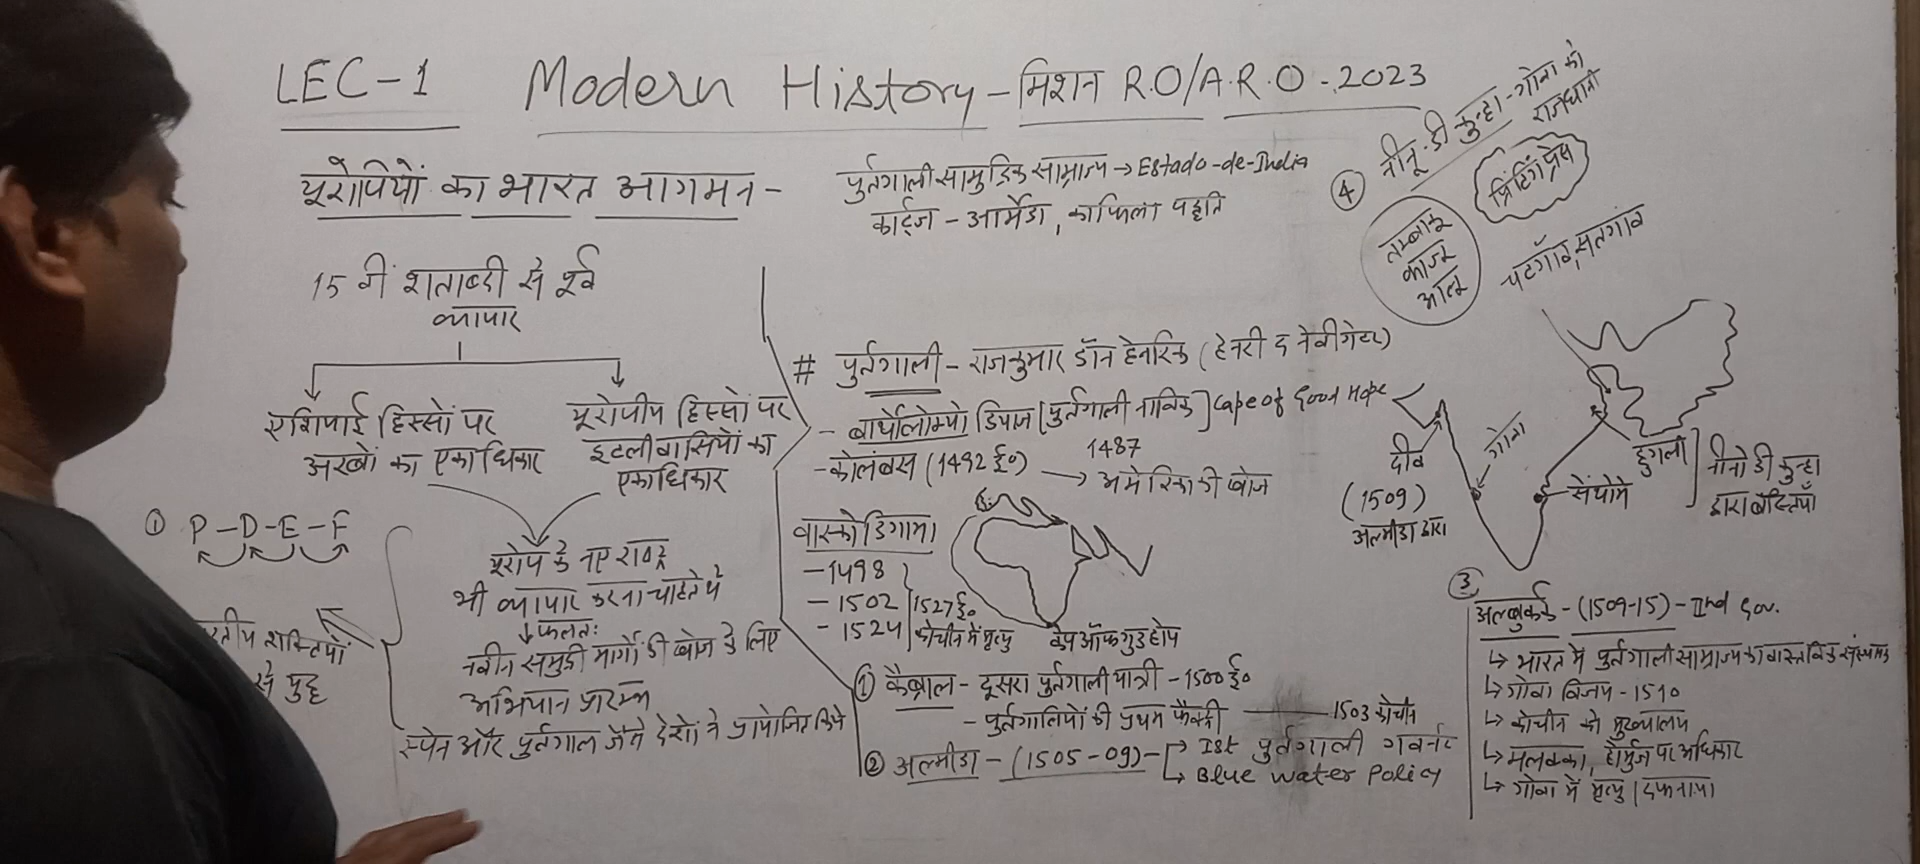 LEC-1 Modern History - मिशन R.O/A.R.O-2023
यूरोपियों का भारत आगमन -
15 वीं शताब्दी से पूर्व
व्यापार
एशियाई हिस्सों पर
अरबों का एकाधिकार
यूरोपीय हिस्सों पर
इटलीवासियों का
एकाधिकार
① P-D-E-F
यूरोप के नए राष्ट्र
भी व्यापार करना चाहते थे
फलतः
नवीन समुद्री मार्गों की खोज के लिए
अभियान प्रारम्भ
स्पेन और पुर्तगाल जैसे देशों ने प्रायोजित किये
शक्तियां
से युद्ध
पुर्तगाली सामुद्रिक साम्राज्य → Estado-de-India
कार्ट्ज - आर्मेडा, काफिला पद्दति
# पुर्तगाली - राजकुमार डॉन हेनरिक (हेनरी द नेवीगेटर)
- बार्थोलोम्यो डियाज [पुर्तगाली नाविक] Cape of Good Hope
1487
- कोलंबस (1492 ई०) → अमेरिका की खोज
वास्कोडिगामा
- 1498
- 1502
- 1524
1527 ई०
कोचीन में मृत्यु
केप ऑफ गुड होप
① कैब्राल - दूसरा पुर्तगाली यात्री - 1500 ई०
- पुर्तगालियों की प्रथम फैक्ट्री - 1503 कोचीन
② अल्मीडा - (1505-09) - → Ist पुर्तगाली गवर्नर
→ Blue Water Policy
④ नीनू-डी-कुन्हा - गोवा को
राजधानी
प्रिंटिंग प्रेस
तम्बाकू
काजू
आलू
चटगाँव, सतगांव
दीव
(1509)
अल्मीडा द्वारा
गोवा
सेंथोमे
हुगली
नीनो डी कुन्हा
द्वारा बस्तियाँ
③
अल्बुकर्क - (1509-15) - IInd Gov.
↳ भारत में पुर्तगाली साम्राज्य का वास्तविक संस्थापक
↳ गोवा विजय - 1510
↳ कोचीन को मुख्यालय
↳ मलक्का, हार्मुज पर अधिकार
↳ गोवा में मृत्यु / दफनाया